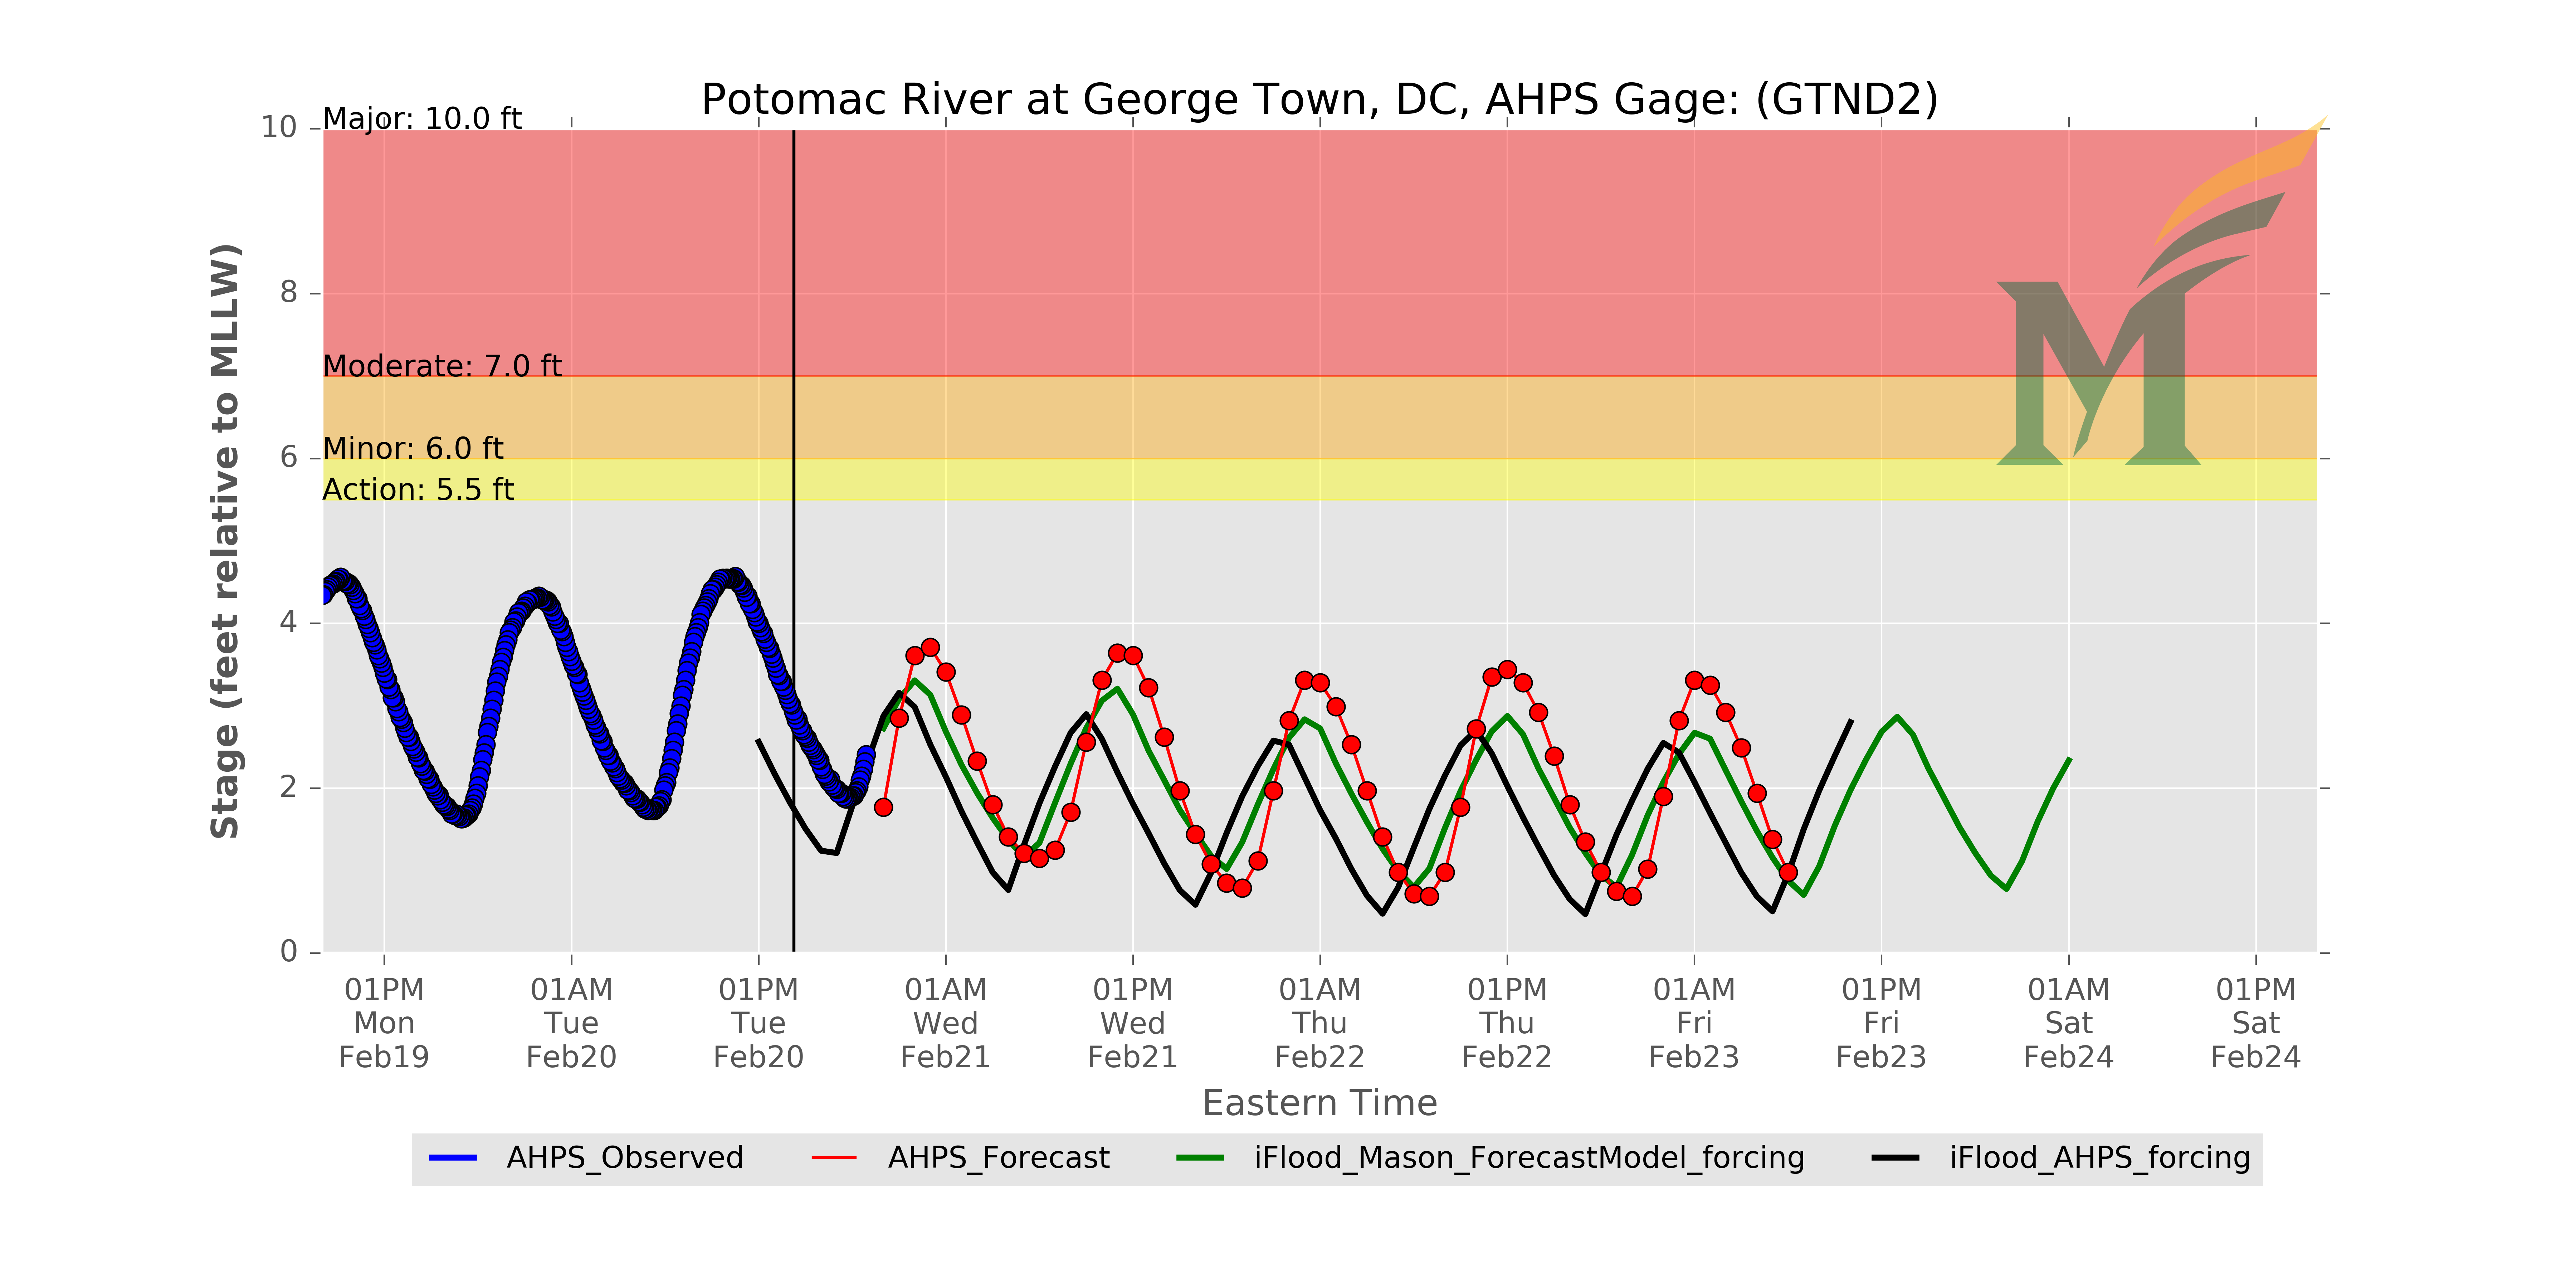 Potomac River at George Town, DC, AHPS Gage: (GTND2)
Major: 10.0 ft
Moderate: 7.0 ft
Minor: 6.0 ft
Action: 5.5 ft
10
8
6
4
2
0
Stage (feet relative to MLLW)
01PM 01AM 01PM 01AM 01PM 01AM 01PM 01AM 01PM 01AM 01PM
Mon Tue Tue Wed Wed Thu Thu Fri Fri Sat Sat
Feb19 Feb20 Feb20 Feb21 Feb21 Feb22 Feb22 Feb23 Feb23 Feb24 Feb24
Eastern Time
AHPS_Observed AHPS_Forecast iFlood_Mason_ForecastModel_forcing iFlood_AHPS_forcing